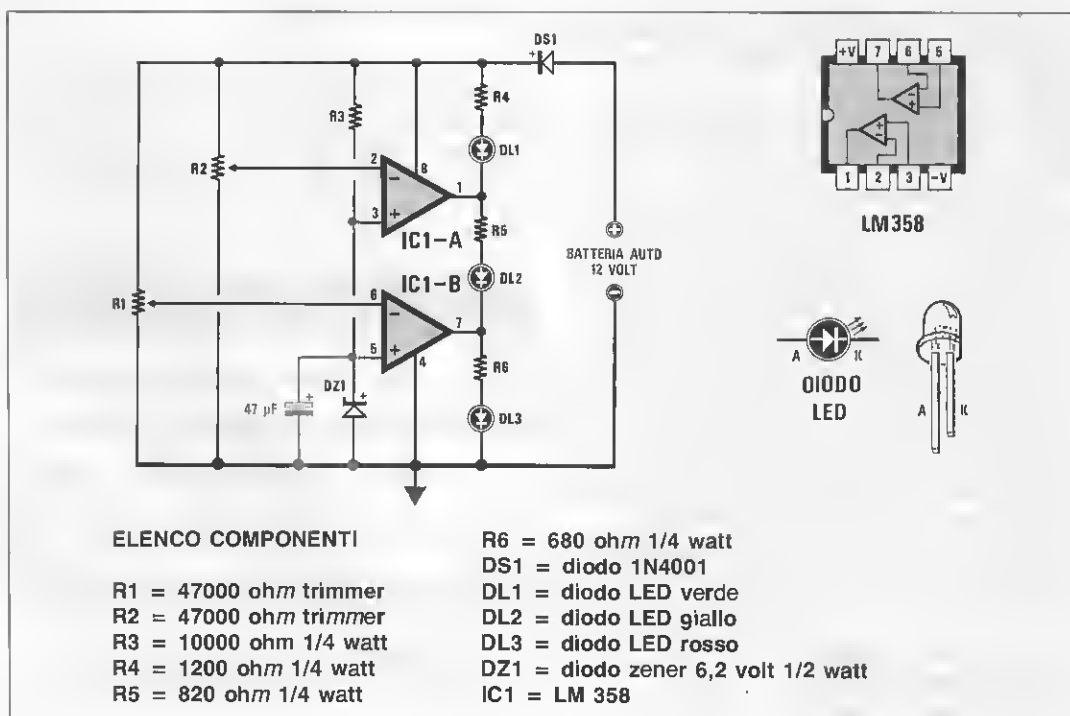 DS1
+
R4
R3
DL1
R2
2
8
1
3
IC1-A
R5
BATTERIA AUTO
12 VOLT
IC1-B
DL2
R1
6
7
5
4
R6
DZ1
+
47 µF
+
DL3
+V 7 6 5
1 2 3 -V
LM358
A K
DIODO
LED
A K
ELENCO COMPONENTI
R1 = 47000 ohm trimmer
R2 = 47000 ohm trimmer
R3 = 10000 ohm 1/4 watt
R4 = 1200 ohm 1/4 watt
R5 = 820 ohm 1/4 watt
R6 = 680 ohm 1/4 watt
DS1 = diodo 1N4001
DL1 = diodo LED verde
DL2 = diodo LED giallo
DL3 = diodo LED rosso
DZ1 = diodo zener 6,2 volt 1/2 watt
IC1 = LM 358